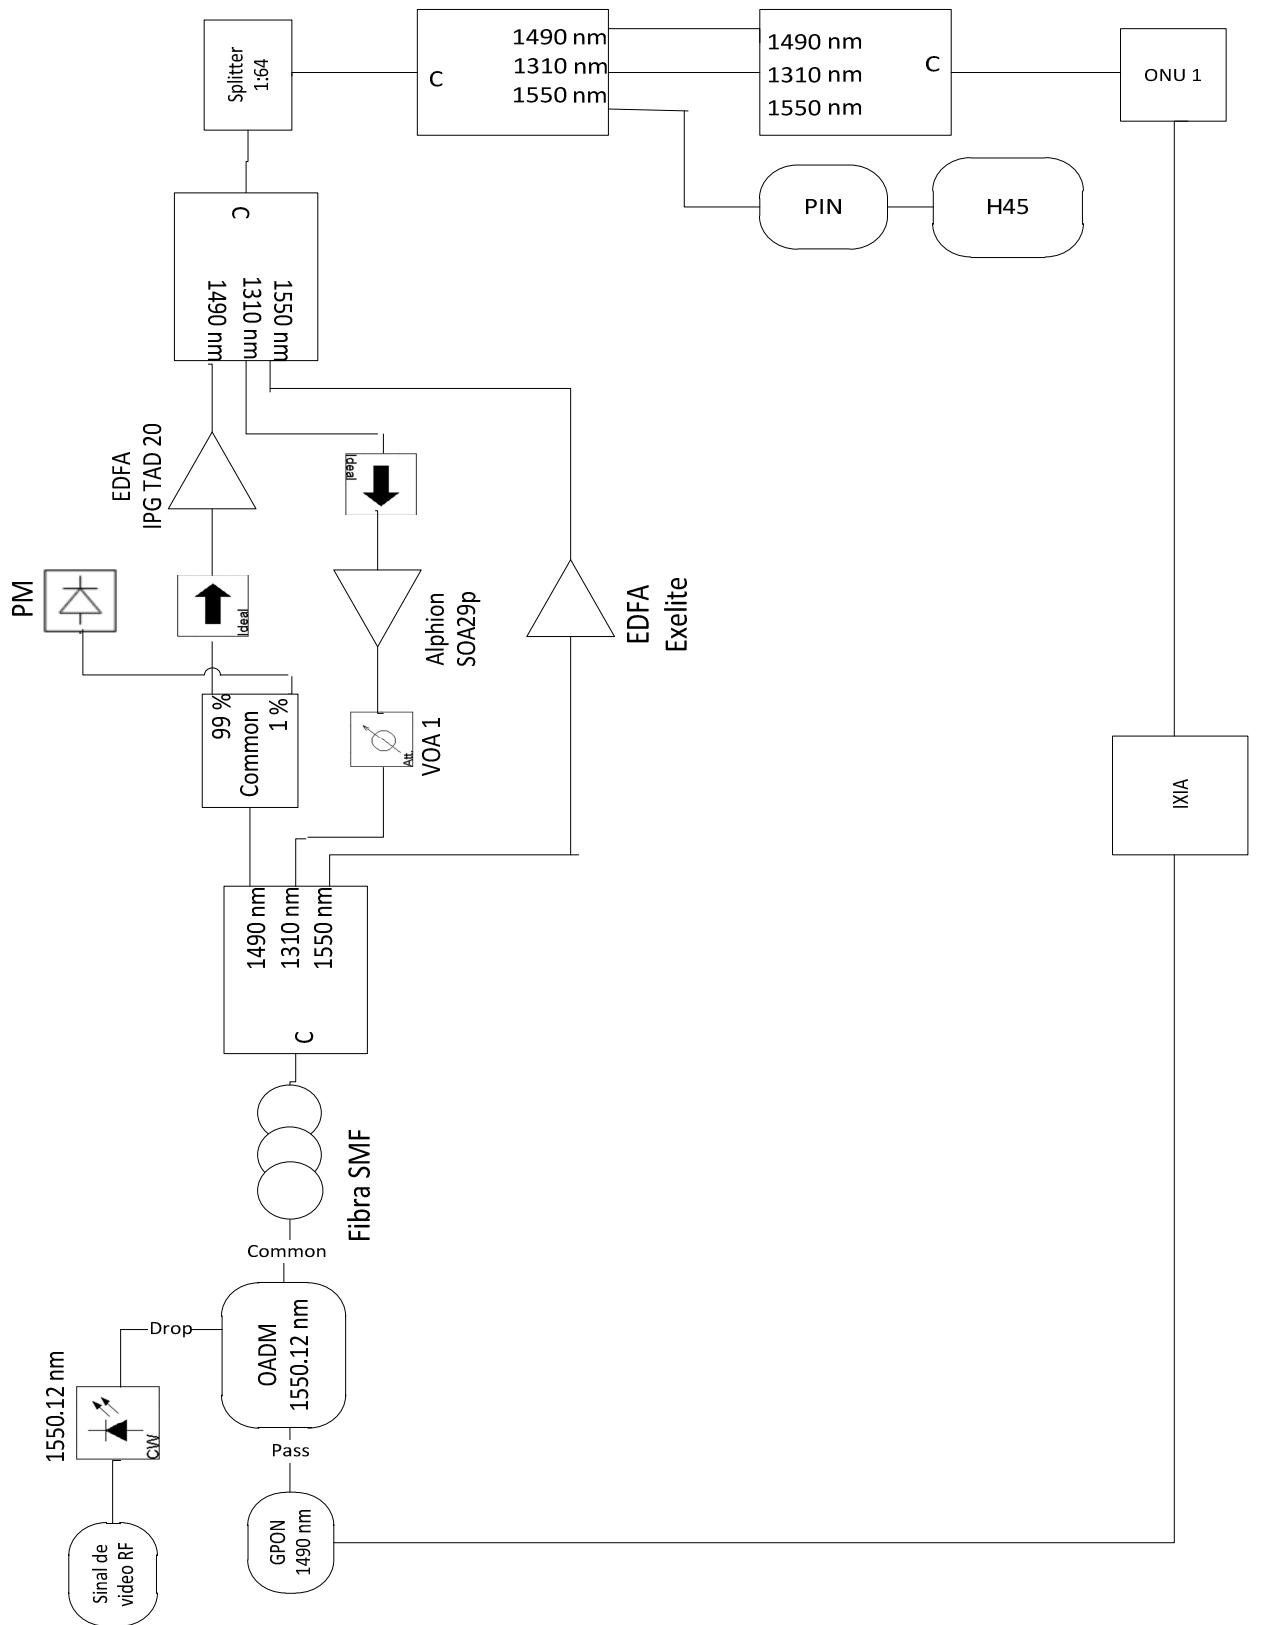 Splitter
1:64
C
1490 nm
1310 nm
1550 nm
1490 nm
1310 nm
1550 nm
C
ONU 1
PIN
H45
C
1490 nm
1310 nm
1550 nm
EDFA
IPG TAD 20
Ideal
PM
Ideal
Alphion
SOA29p
EDFA
Exelite
99 %
Common
1 %
Att.
VOA 1
IXIA
1490 nm
1310 nm
1550 nm
C
Fibra SMF
Common
Drop
OADM
1550.12 nm
1550.12 nm
CW
Pass
GPON
1490 nm
Sinal de
video RF